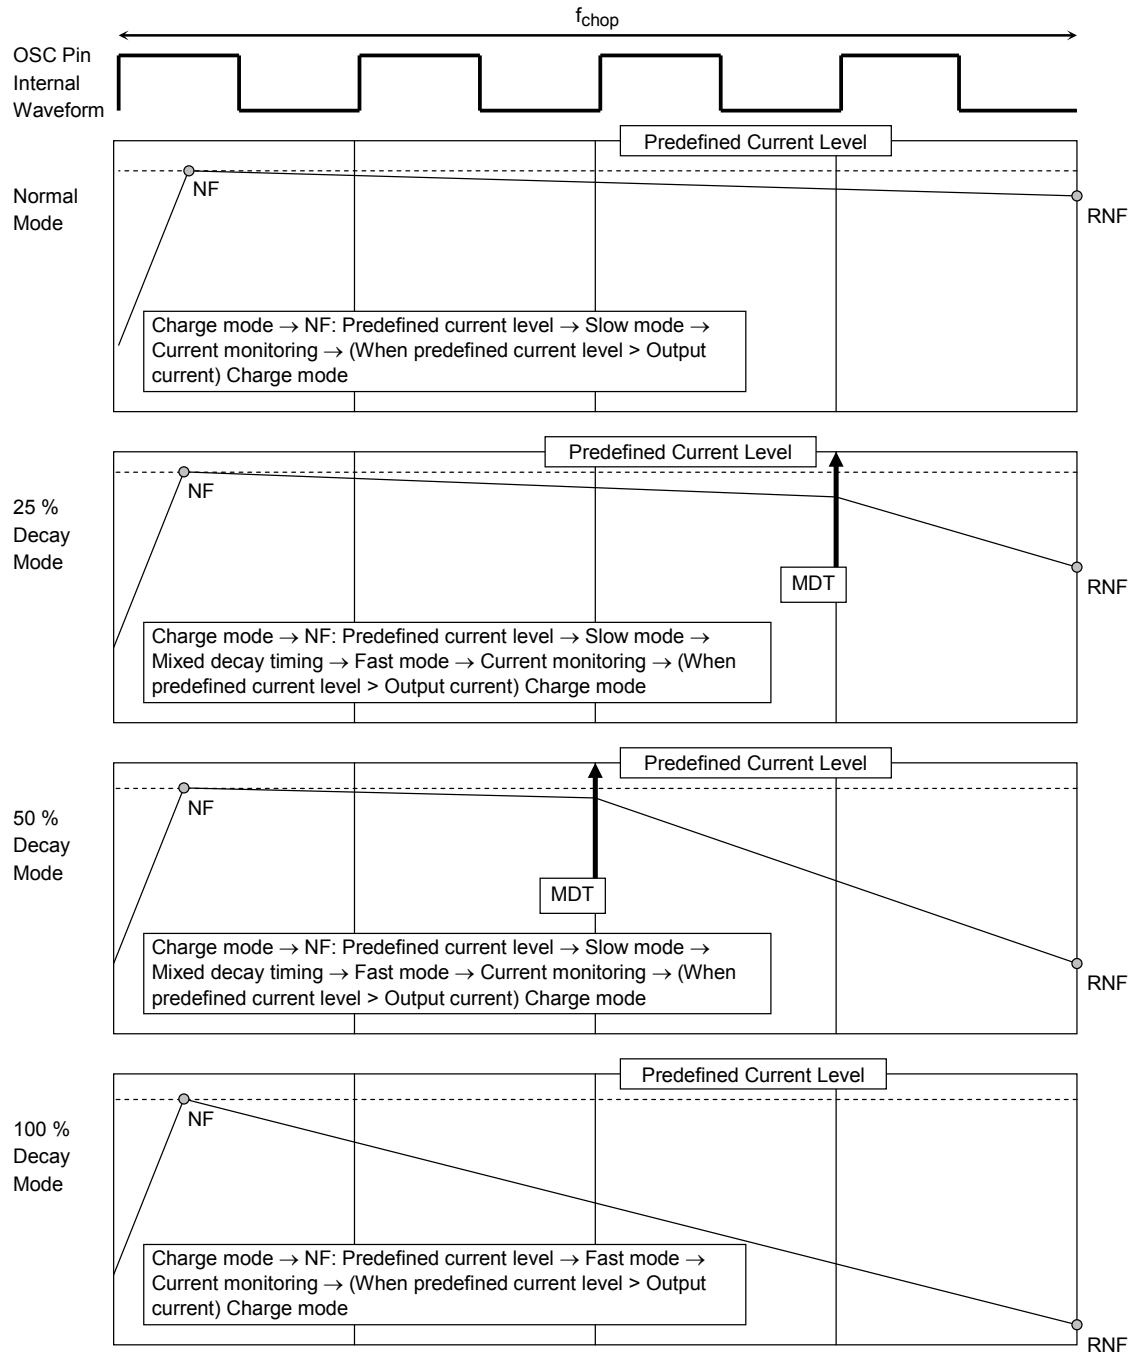 fchop
OSC Pin
Internal
Waveform
Predefined Current Level
Normal
Mode
NF
RNF
Charge mode → NF: Predefined current level → Slow mode →
Current monitoring → (When predefined current level > Output
current) Charge mode
Predefined Current Level
25 %
Decay
Mode
NF
MDT
RNF
Charge mode → NF: Predefined current level → Slow mode →
Mixed decay timing → Fast mode → Current monitoring → (When
predefined current level > Output current) Charge mode
Predefined Current Level
50 %
Decay
Mode
NF
MDT
RNF
Charge mode → NF: Predefined current level → Slow mode →
Mixed decay timing → Fast mode → Current monitoring → (When
predefined current level > Output current) Charge mode
Predefined Current Level
100 %
Decay
Mode
NF
Charge mode → NF: Predefined current level → Fast mode →
Current monitoring → (When predefined current level > Output
current) Charge mode
RNF